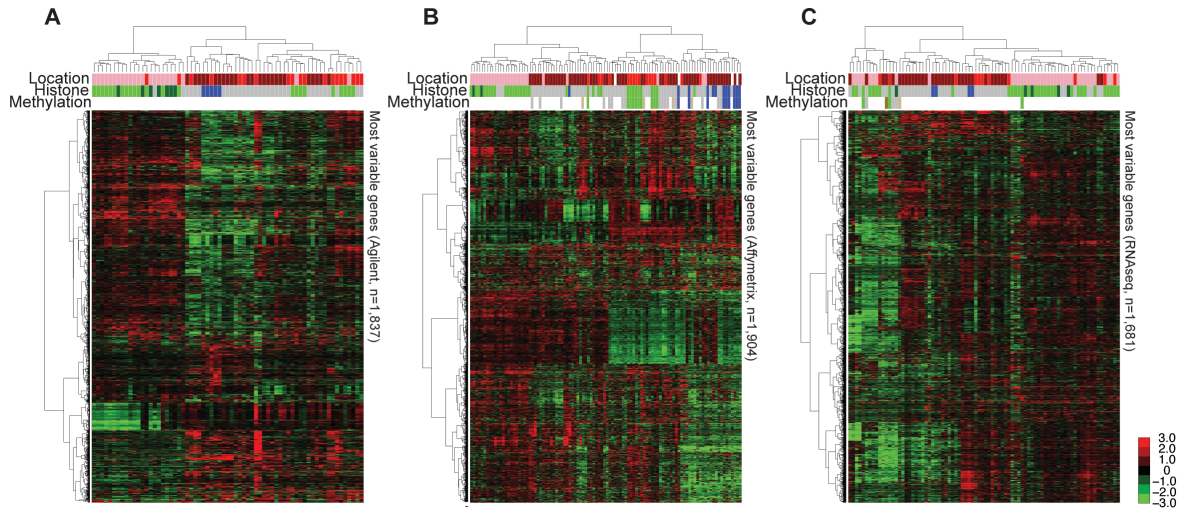 A
B
C
Location
Histone
Methylation
Most variable genes (Agilent, n=1,837)
Location
Histone
Methylation
Most variable genes (Affymetrix, n=1,904)
Location
Histone
Methylation
Most variable genes (RNAseq, n=1,681)
3.0
2.0
1.0
0
−1.0
−2.0
−3.0